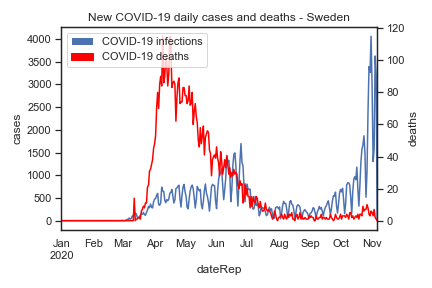 New COVID-19 daily cases and deaths - Sweden
COVID-19 infections
COVID-19 deaths
4000
3500
3000
2500
2000
1500
1000
500
0
cases
120
100
80
60
40
20
0
deaths
Jan Feb Mar Apr May Jun Jul Aug Sep Oct Nov
2020
dateRep